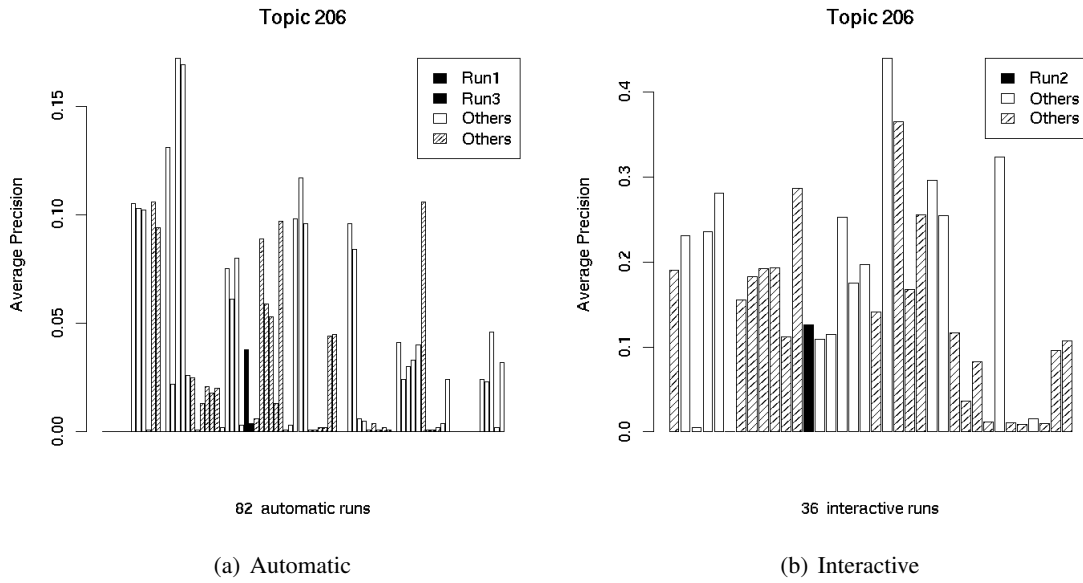 Topic 206
Average Precision
0.00
0.05
0.10
0.15
Run1
Run3
Others
Others
82 automatic runs
(a) Automatic
Topic 206
Average Precision
0.0
0.1
0.2
0.3
0.4
Run2
Others
Others
36 interactive runs
(b) Interactive